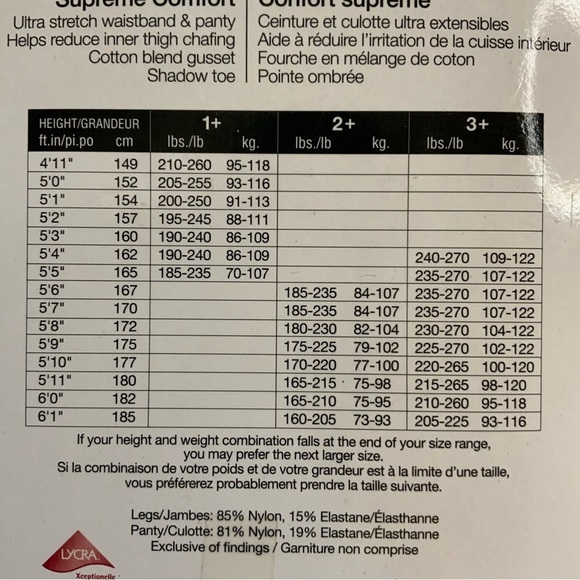 Supreme Comfort | Confort suprême
Ultra stretch waistband & panty | Ceinture et culotte ultra extensibles
Helps reduce inner thigh chafing | Aide à réduire l'irritation de la cuisse intérieur
Cotton blend gusset | Fourche en mélange de coton
Shadow toe | Pointe ombrée
HEIGHT/GRANDEUR 1+ 2+ 3+
ft.in/pi.po cm lbs./lb kg. lbs./lb kg. lbs./lb kg.
4'11" 149 210-260 95-118
5'0" 152 205-255 93-116
5'1" 154 200-250 91-113
5'2" 157 195-245 88-111
5'3" 160 190-240 86-109
5'4" 162 190-240 86-109 240-270 109-122
5'5" 165 185-235 70-107 235-270 107-122
5'6" 167 185-235 84-107 235-270 107-122
5'7" 170 185-235 84-107 235-270 107-122
5'8" 172 180-230 82-104 230-270 104-122
5'9" 175 175-225 79-102 225-270 102-122
5'10" 177 170-220 77-100 220-265 100-120
5'11" 180 165-215 75-98 215-265 98-120
6'0" 182 165-210 75-95 210-260 95-118
6'1" 185 160-205 73-93 205-225 93-116
If your height and weight combination falls at the end of your size range,
you may prefer the next larger size.
Si la combinaison de votre poids et de votre grandeur est à la limite d'une taille,
vous préférerez probablement prendre la taille suivante.
Legs/Jambes: 85% Nylon, 15% Elastane/Élasthanne
Panty/Culotte: 81% Nylon, 19% Elastane/Élasthanne
Exclusive of findings / Garniture non comprise
LYCRA.
Xceptionelle